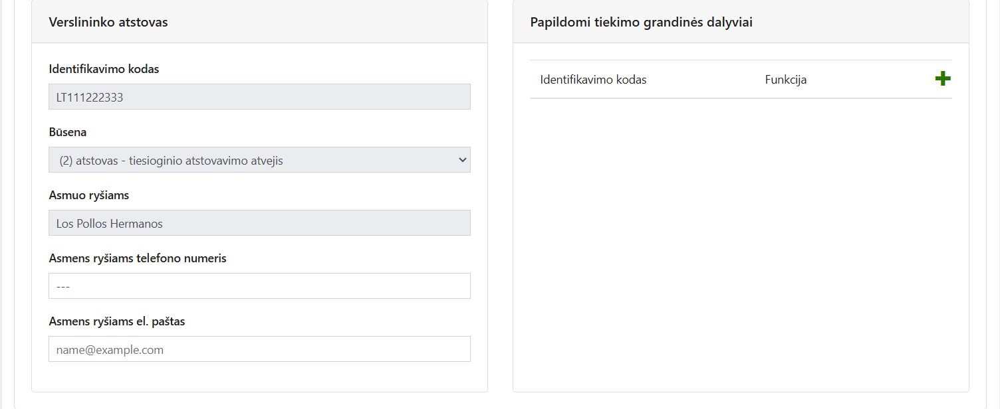 Verslininko atstovas
Identifikavimo kodas
LT111222333
Būsena
(2) atstovas - tiesioginio atstovavimo atvejis
Asmuo ryšiams
Los Pollos Hermanos
Asmens ryšiams telefono numeris
---
Asmens ryšiams el. paštas
name@example.com
Papildomi tiekimo grandinės dalyviai
Identifikavimo kodas Funkcija